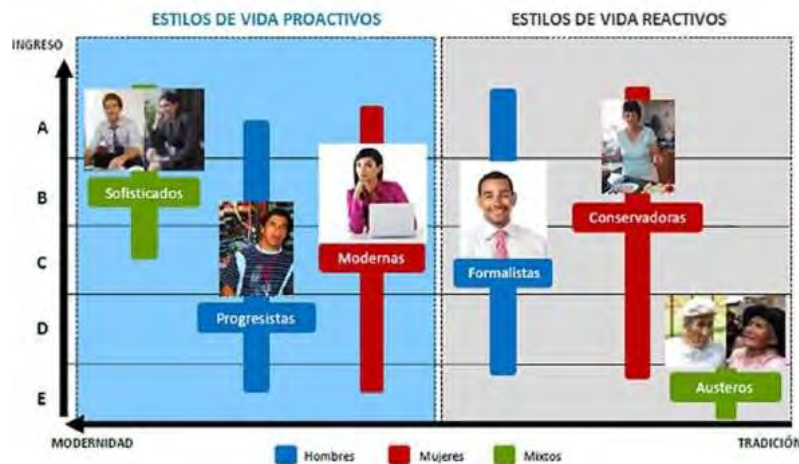 ESTILOS DE VIDA PROACTIVOS
ESTILOS DE VIDA REACTIVOS
INGRESO
A
B
C
D
E
Sofisticados
Progresistas
Modernas
Formalistas
Conservadoras
Austeros
MODERNIDAD
TRADICIÓN
Hombres
Mujeres
Mixtos